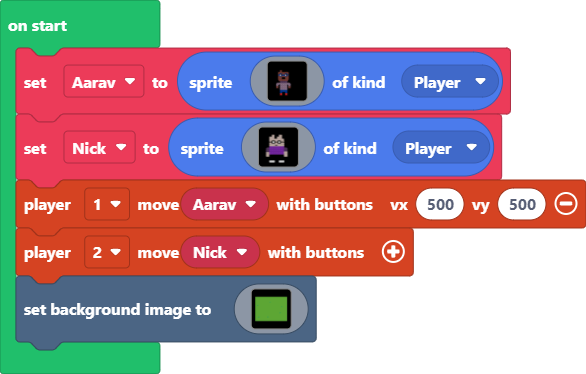 on start
set Aarav to sprite of kind Player
set Nick to sprite of kind Player
player 1 move Aarav with buttons vx 500 vy 500
player 2 move Nick with buttons
set background image to